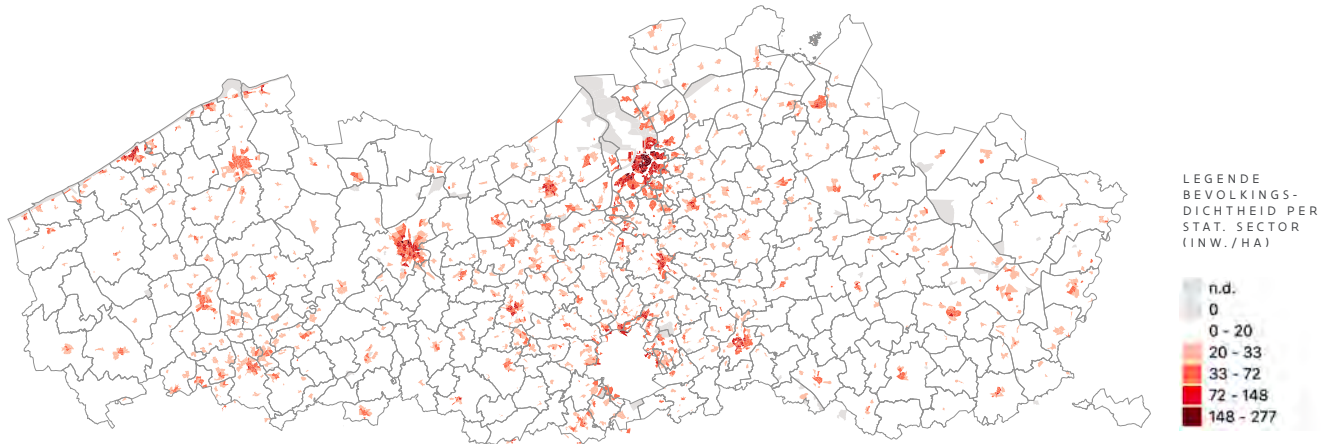 LEGENDE
BEVOLKINGS-
DICHTHEID PER
STAT. SECTOR
(INW./HA)
n.d.
0
0 - 20
20 - 33
33 - 72
72 - 148
148 - 277